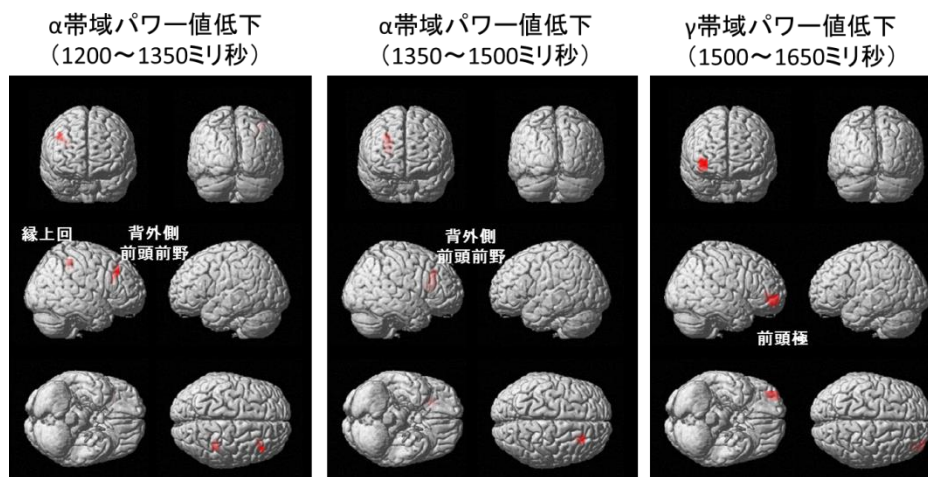 α帯域パワー値低下
（1200～1350ミリ秒）
α帯域パワー値低下
（1350～1500ミリ秒）
γ帯域パワー値低下
（1500～1650ミリ秒）
縁上回
背外側
前頭前野
背外側
前頭前野
前頭極